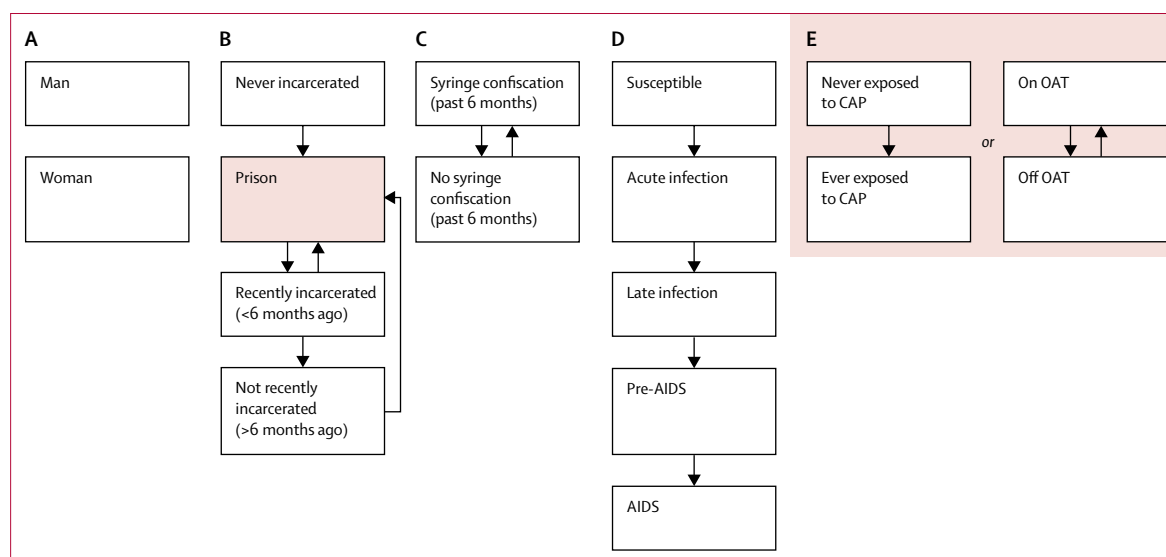 A
Man
Woman
B
Never incarcerated
Prison
Recently incarcerated
(<6 months ago)
Not recently
incarcerated
(>6 months ago)
C
Syringe confiscation
(past 6 months)
No syringe
confiscation
(past 6 months)
D
Susceptible
Acute infection
Late infection
Pre-AIDS
AIDS
E
Never exposed
to CAP
Ever exposed
to CAP
or
On OAT
Off OAT